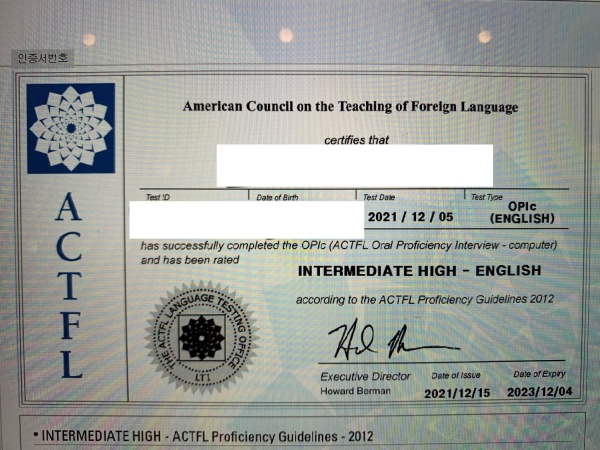 인증서번호
ACTFL
American Council on the Teaching of Foreign Language
certifies that
Test ID Date of Birth Test Date Test Type
2021 / 12 / 05 OPIc (ENGLISH)
has successfully completed the OPIc (ACTFL Oral Proficiency Interview - computer)
and has been rated
INTERMEDIATE HIGH - ENGLISH
according to the ACTFL Proficiency Guidelines 2012
THE ACTFL LANGUAGE TESTING OFFICE
LTI
Executive Director Date of Issue Date of Expiry
Howard Berman 2021/12/15 2023/12/04
• INTERMEDIATE HIGH - ACTFL Proficiency Guidelines - 2012